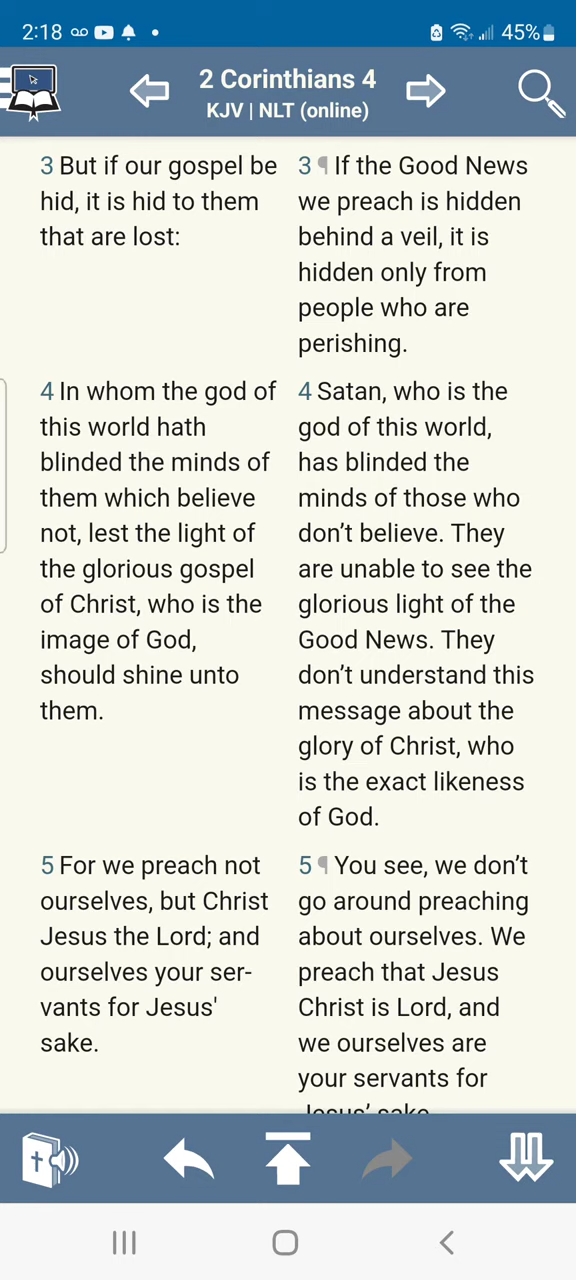 2:18
45%
2 Corinthians 4
KJV | NLT (online)
3 But if our gospel be
hid, it is hid to them
that are lost:
3 ¶ If the Good News
we preach is hidden
behind a veil, it is
hidden only from
people who are
perishing.
4 In whom the god of
this world hath
blinded the minds of
them which believe
not, lest the light of
the glorious gospel
of Christ, who is the
image of God,
should shine unto
them.
4 Satan, who is the
god of this world,
has blinded the
minds of those who
don’t believe. They
are unable to see the
glorious light of the
Good News. They
don’t understand this
message about the
glory of Christ, who
is the exact likeness
of God.
5 For we preach not
ourselves, but Christ
Jesus the Lord; and
ourselves your ser-
vants for Jesus'
sake.
5 ¶ You see, we don’t
go around preaching
about ourselves. We
preach that Jesus
Christ is Lord, and
we ourselves are
your servants for
Jesus’ sake